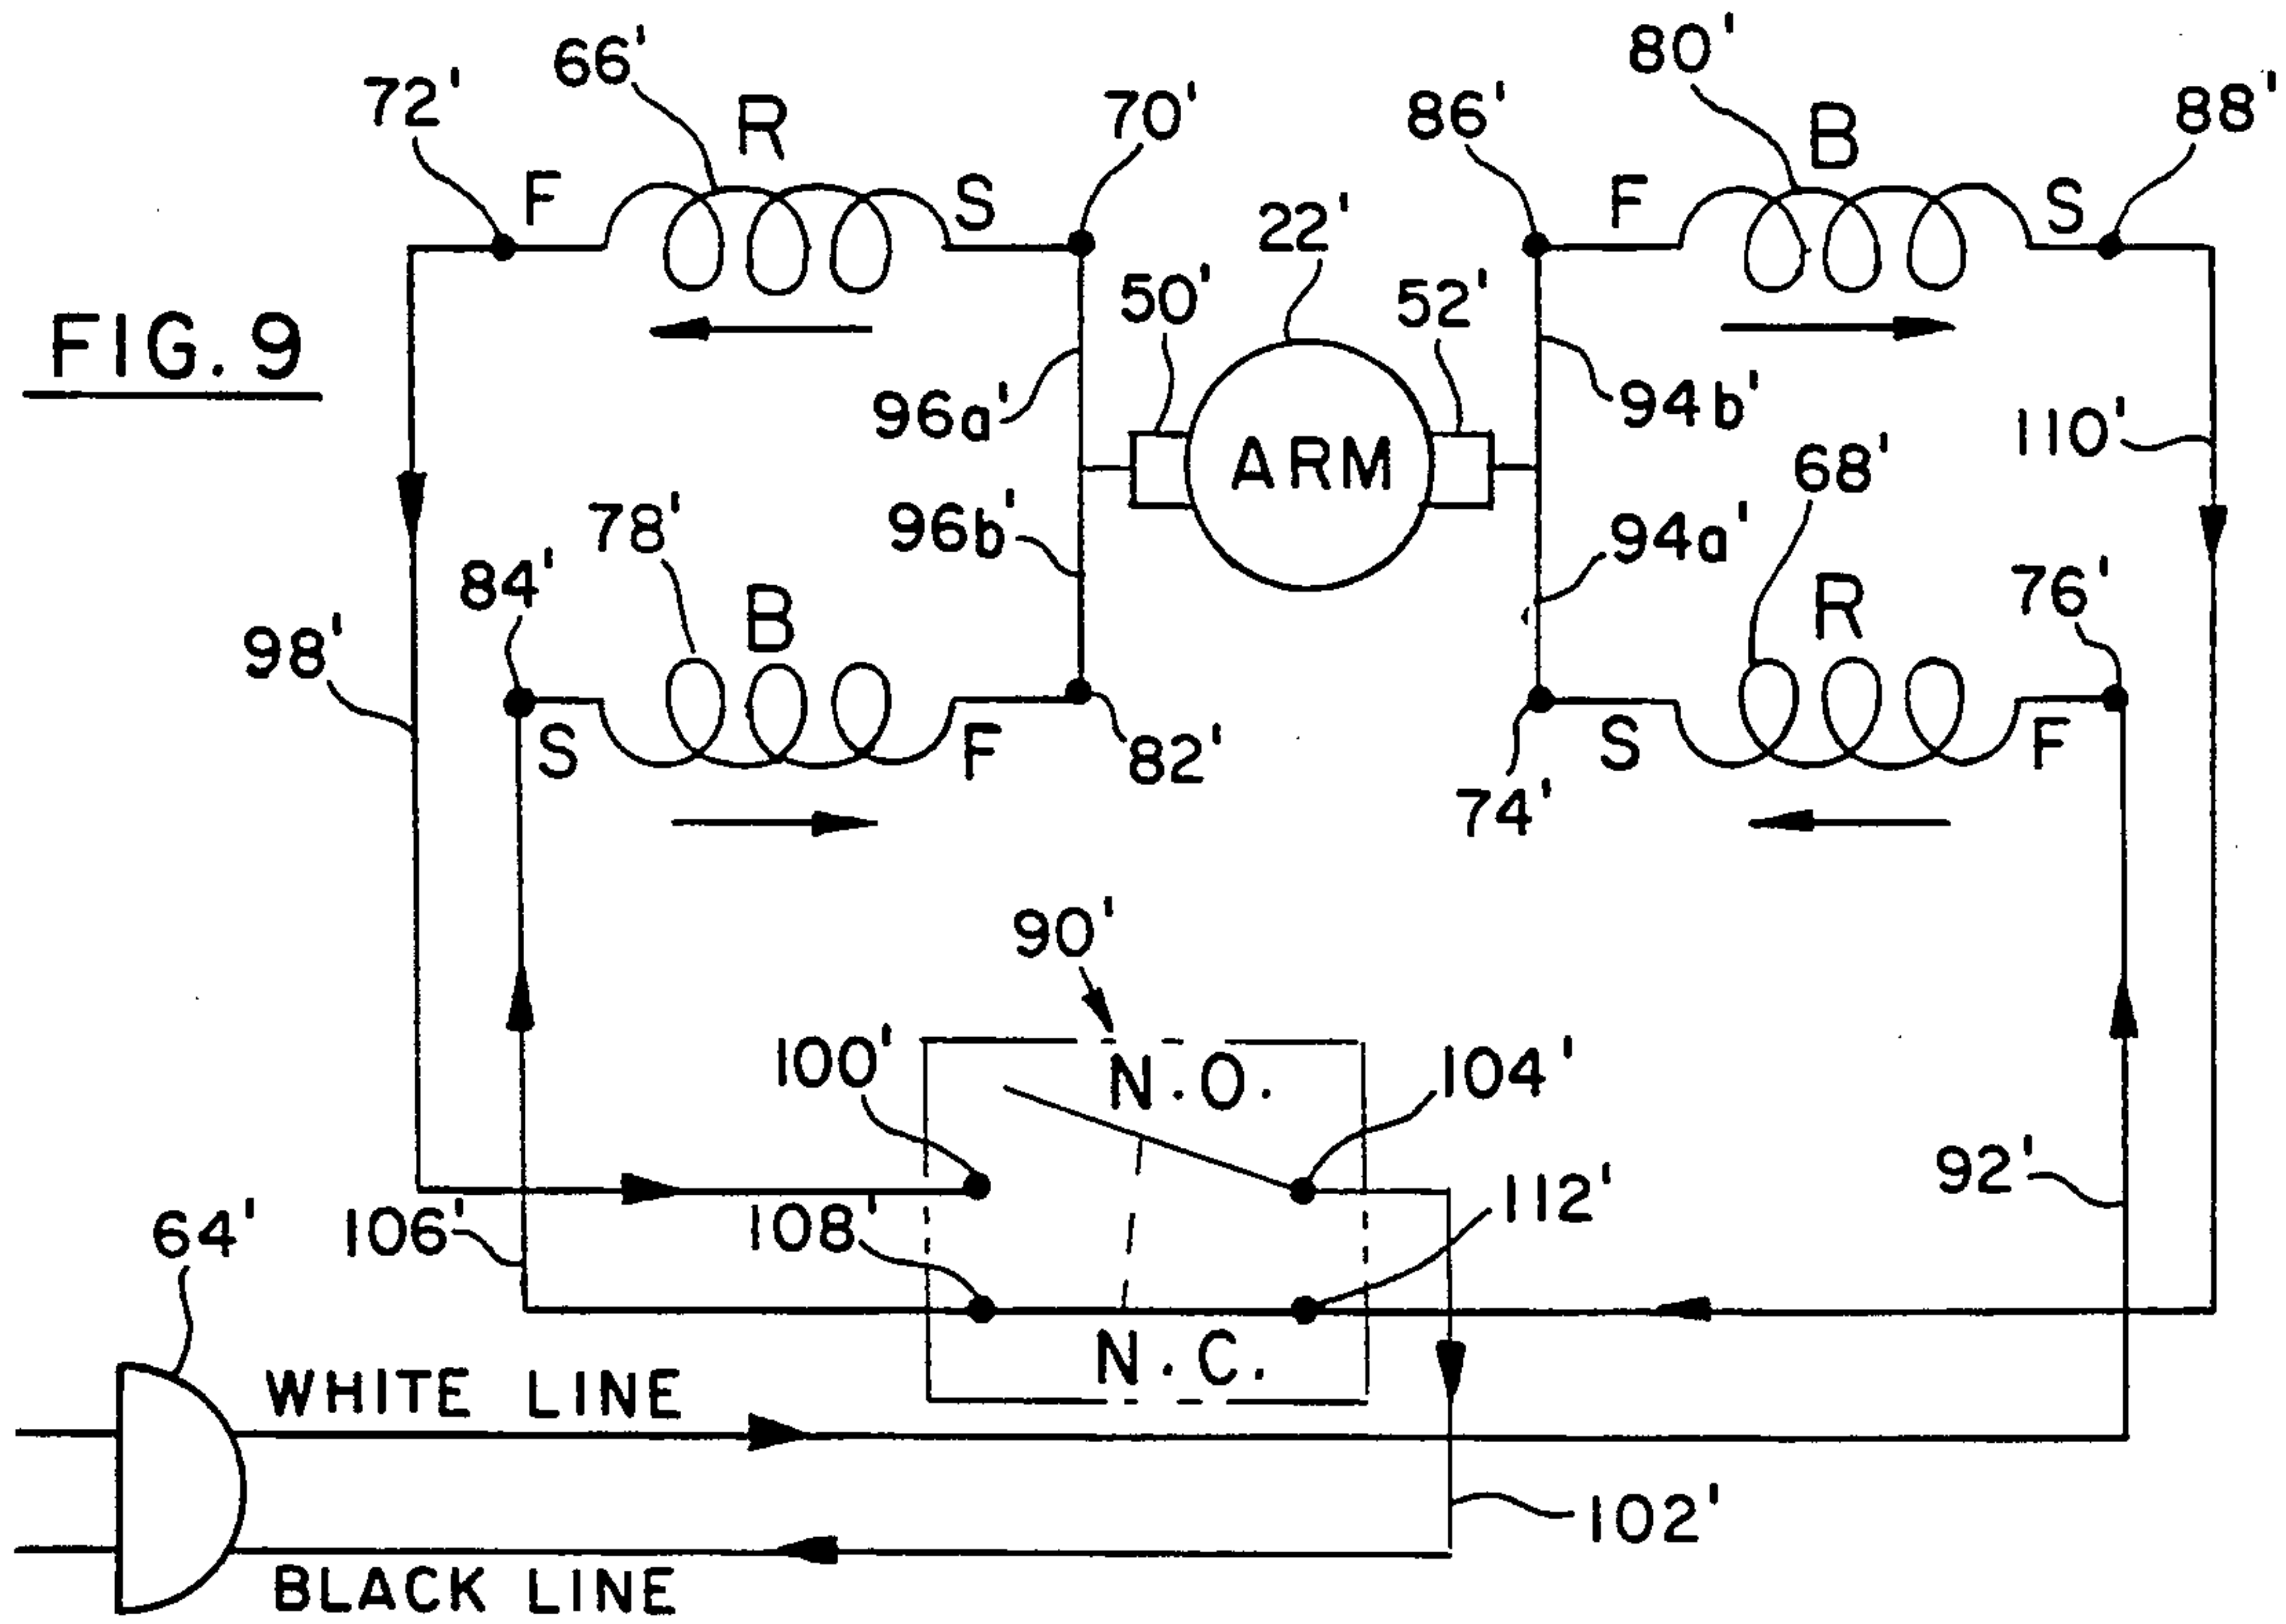 66'
80'
72'
R
70'
86'
B
88'
F
S
22'
F
S
FIG. 9
50'
52'
96a'
94b'
110'
ARM
68'
78'
96b'
94a'
84'
B
R
76'
98'
S
F
82'
S
F
74'
90'
100'
N.O.
104'
92'
64'
106'
108'
112'
N.C.
WHITE LINE
102'
BLACK LINE